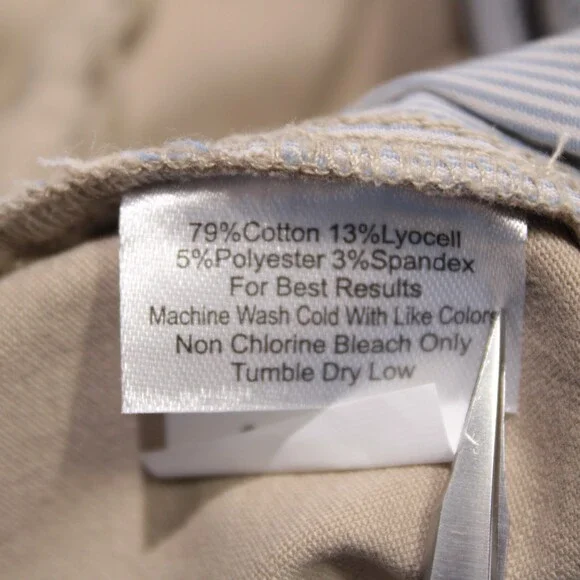 79%Cotton 13%Lyocell
5%Polyester 3%Spandex
For Best Results
Machine Wash Cold With Like Colors
Non Chlorine Bleach Only
Tumble Dry Low